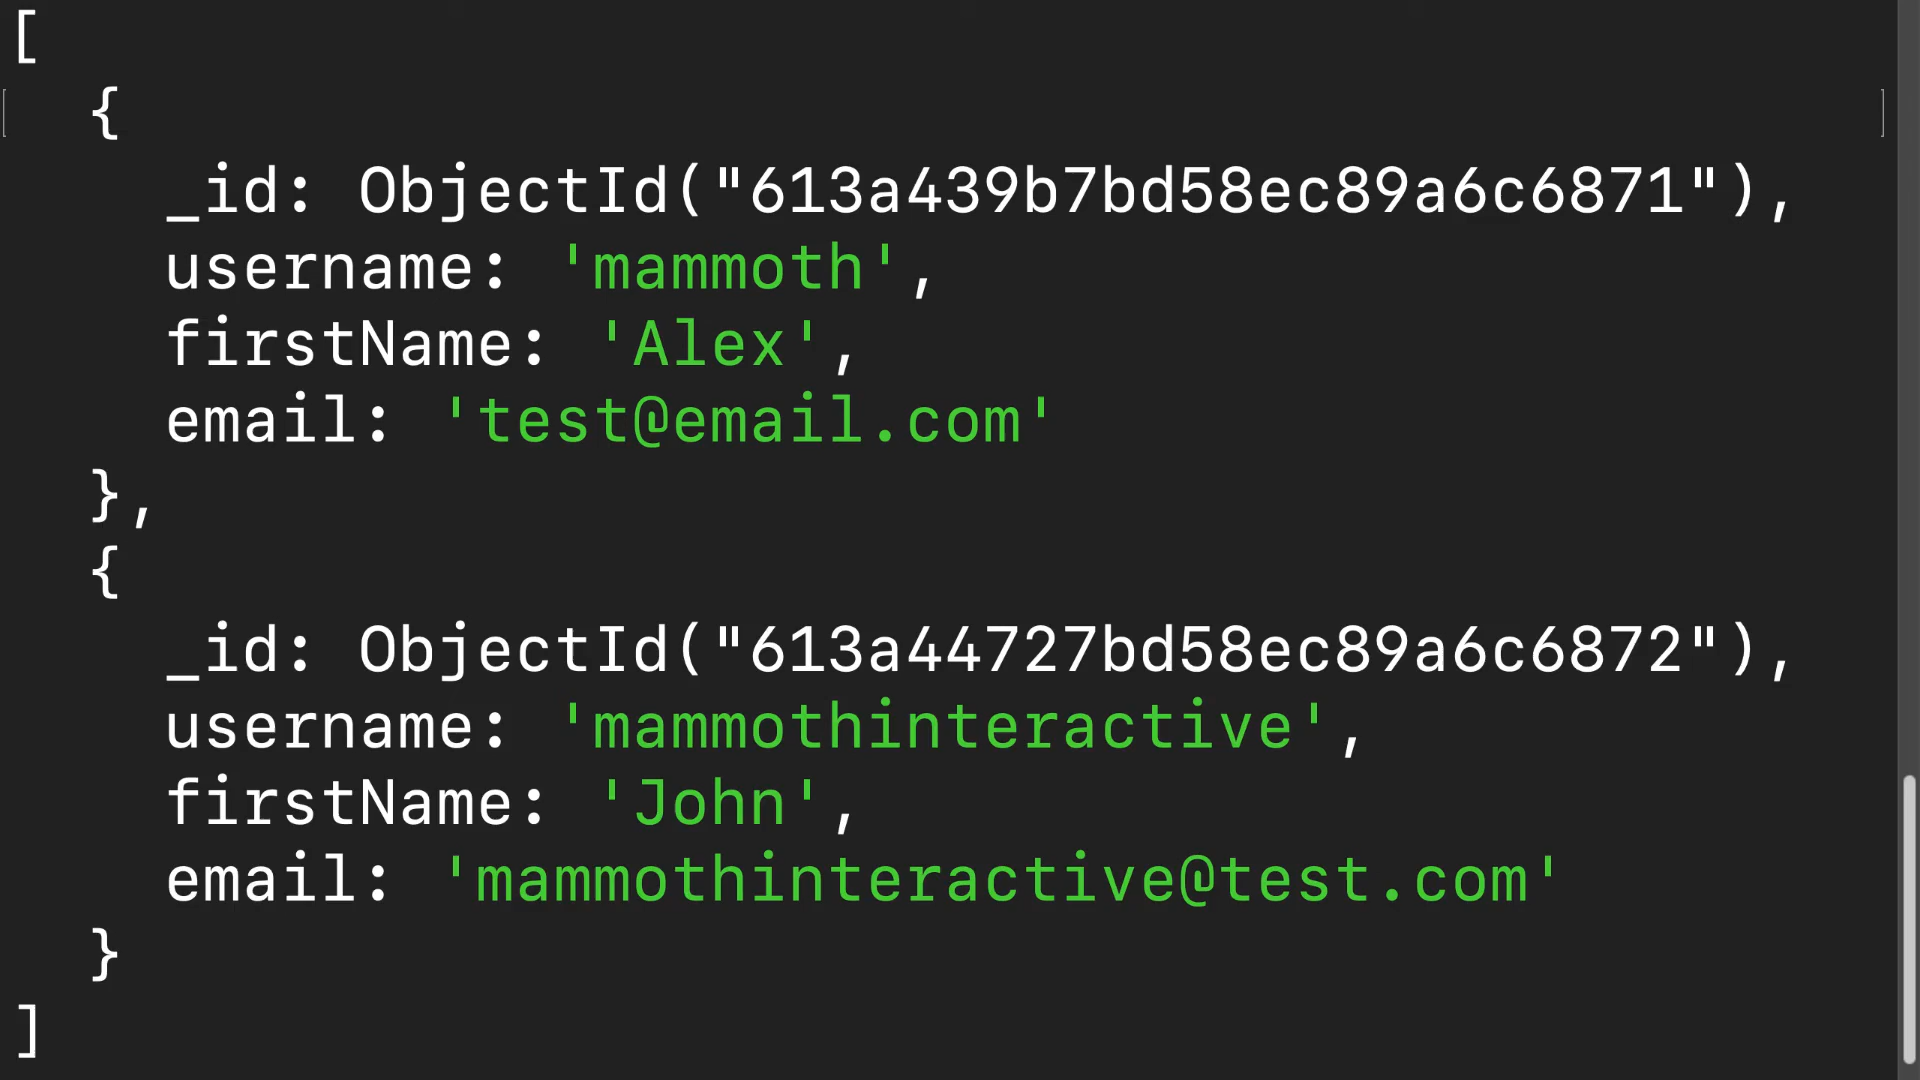 [
{
_id: ObjectId("613a439b7bd58ec89a6c6871"),
username: 'mammoth',
firstName: 'Alex',
email: 'test@email.com'
},
{
_id: ObjectId("613a44727bd58ec89a6c6872"),
username: 'mammothinteractive',
firstName: 'John',
email: 'mammothinteractive@test.com'
}
]